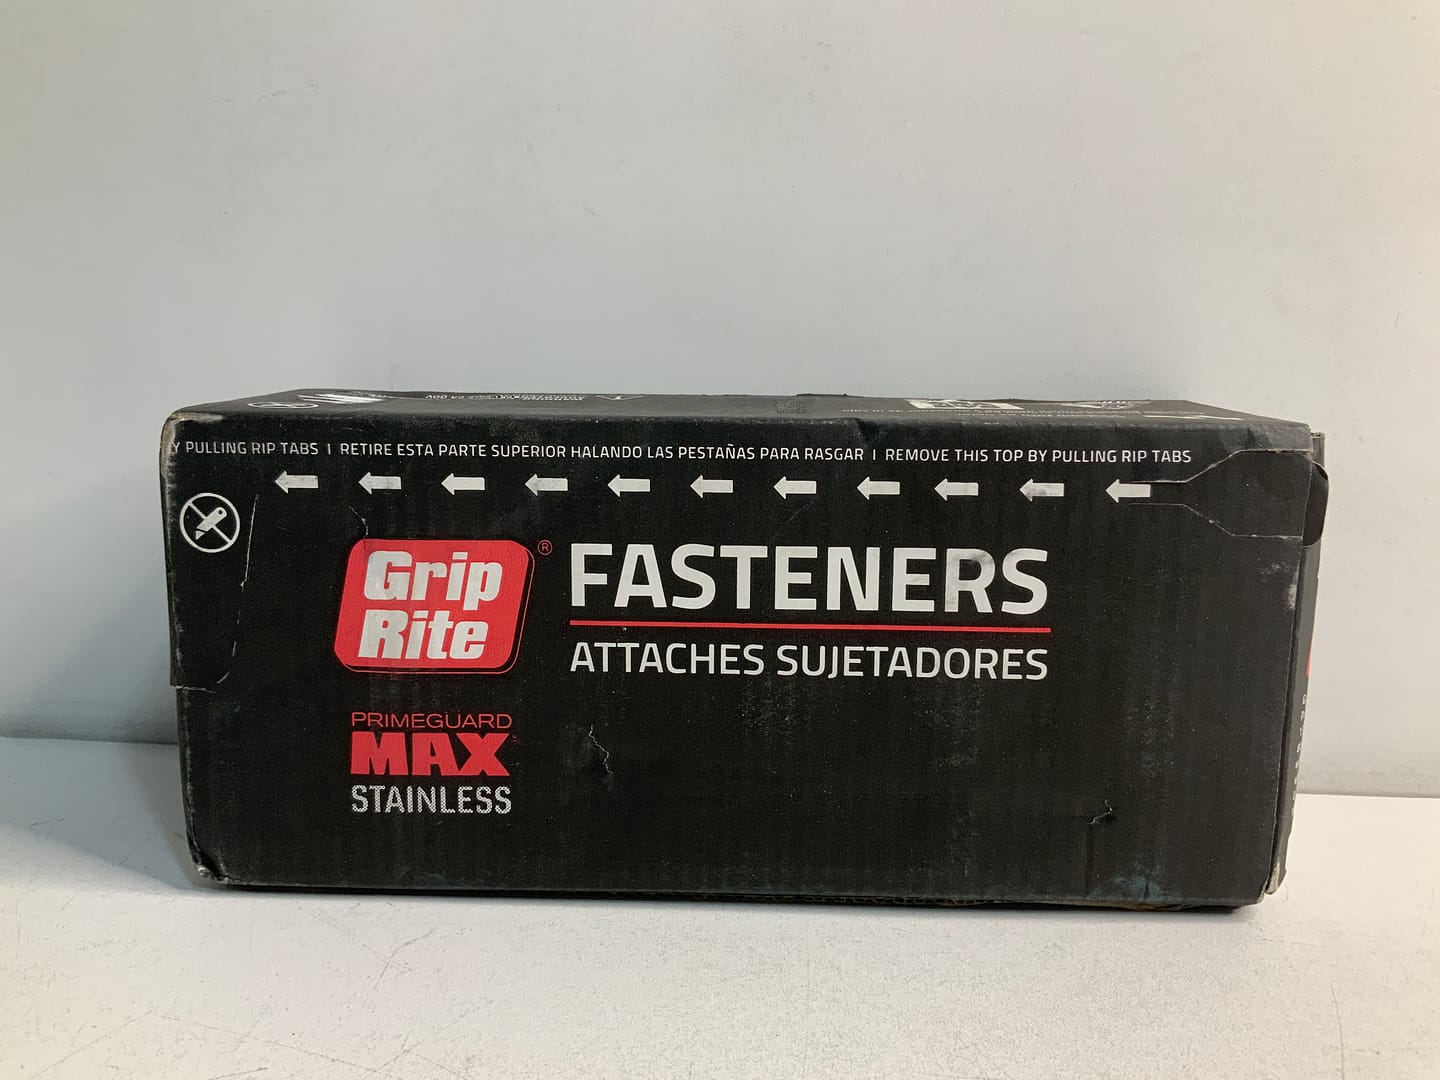 Y PULLING RIP TABS | RETIRE ESTA PARTE SUPERIOR HALANDO LAS PESTAÑAS PARA RASGAR | REMOVE THIS TOP BY PULLING RIP TABS
Grip
Rite®
FASTENERS
ATTACHES SUJETADORES
PRIMEGUARD
MAX
STAINLESS